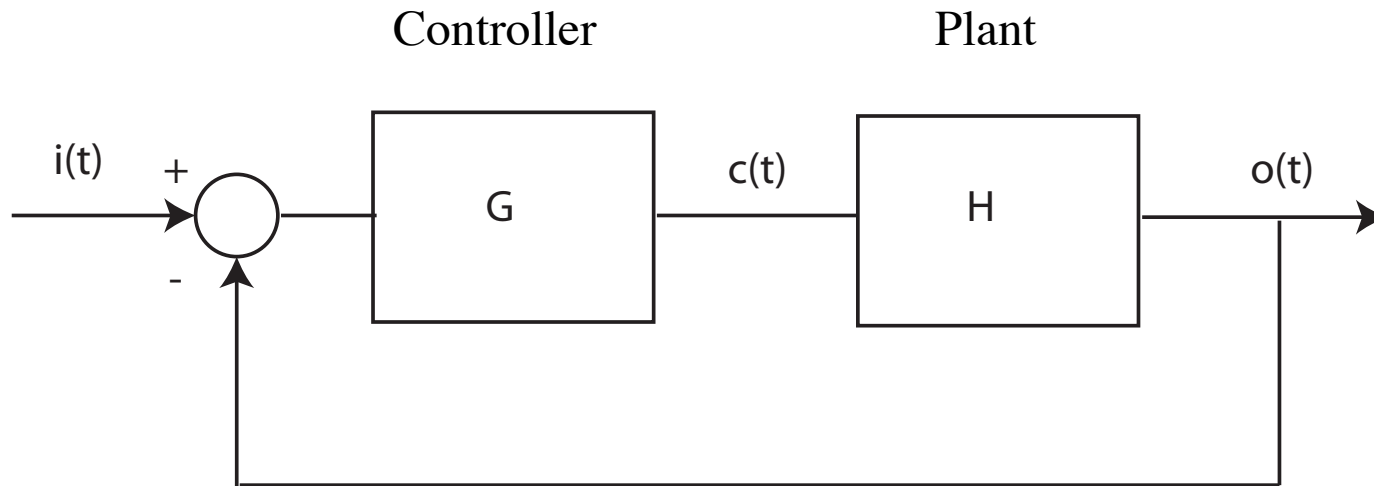 Controller
Plant
i(t)
+
G
c(t)
H
o(t)
-